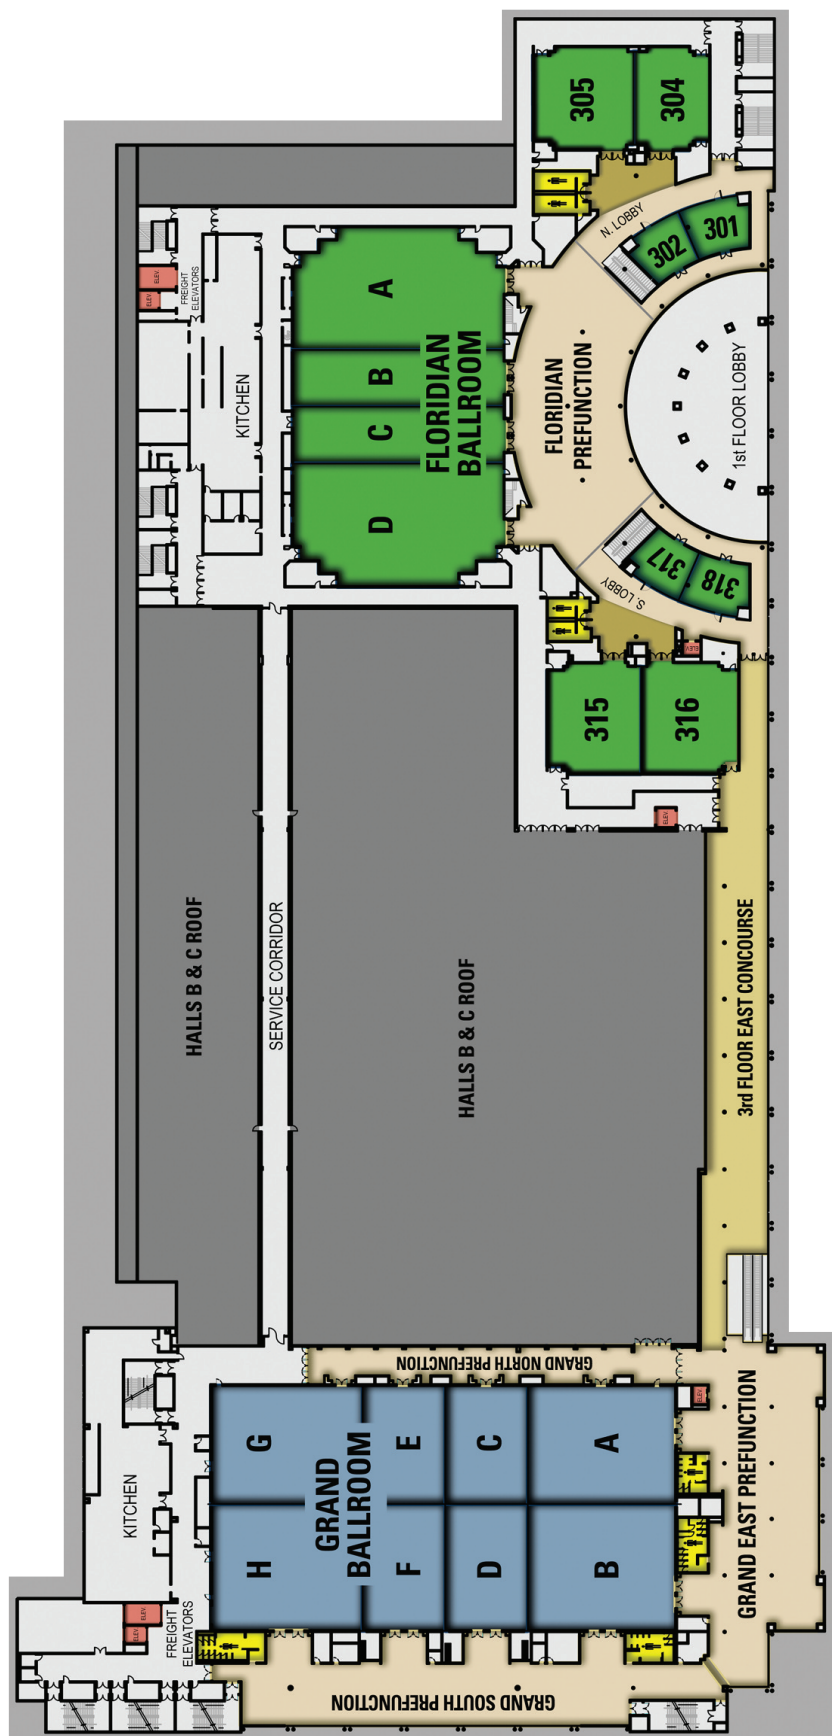 305
304
N. LOBBY
301
302
ELEV.
ELEV.
FREIGHT
ELEVATORS
A
B
C
D
FLORIDIAN
BALLROOM
KITCHEN
FLORIDIAN
PREFUNCTION
1st FLOOR LOBBY
317
318
S. LOBBY
ELEV.
315
316
ELEV.
HALLS B & C ROOF
SERVICE CORRIDOR
HALLS B & C ROOF
3rd FLOOR EAST CONCOURSE
GRAND NORTH PREFUNCTION
G
E
C
A
ELEV.
GRAND
BALLROOM
H
F
D
B
GRAND EAST PREFUNCTION
KITCHEN
ELEV.
ELEV.
FREIGHT
ELEVATORS
GRAND SOUTH PREFUNCTION